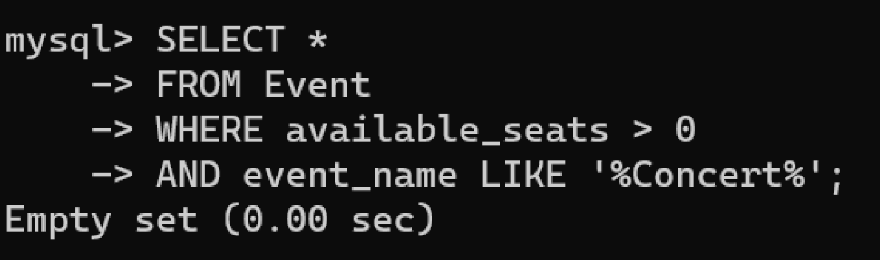 mysql> SELECT *
    -> FROM Event
    -> WHERE available_seats > 0
    -> AND event_name LIKE '%Concert%';
Empty set (0.00 sec)